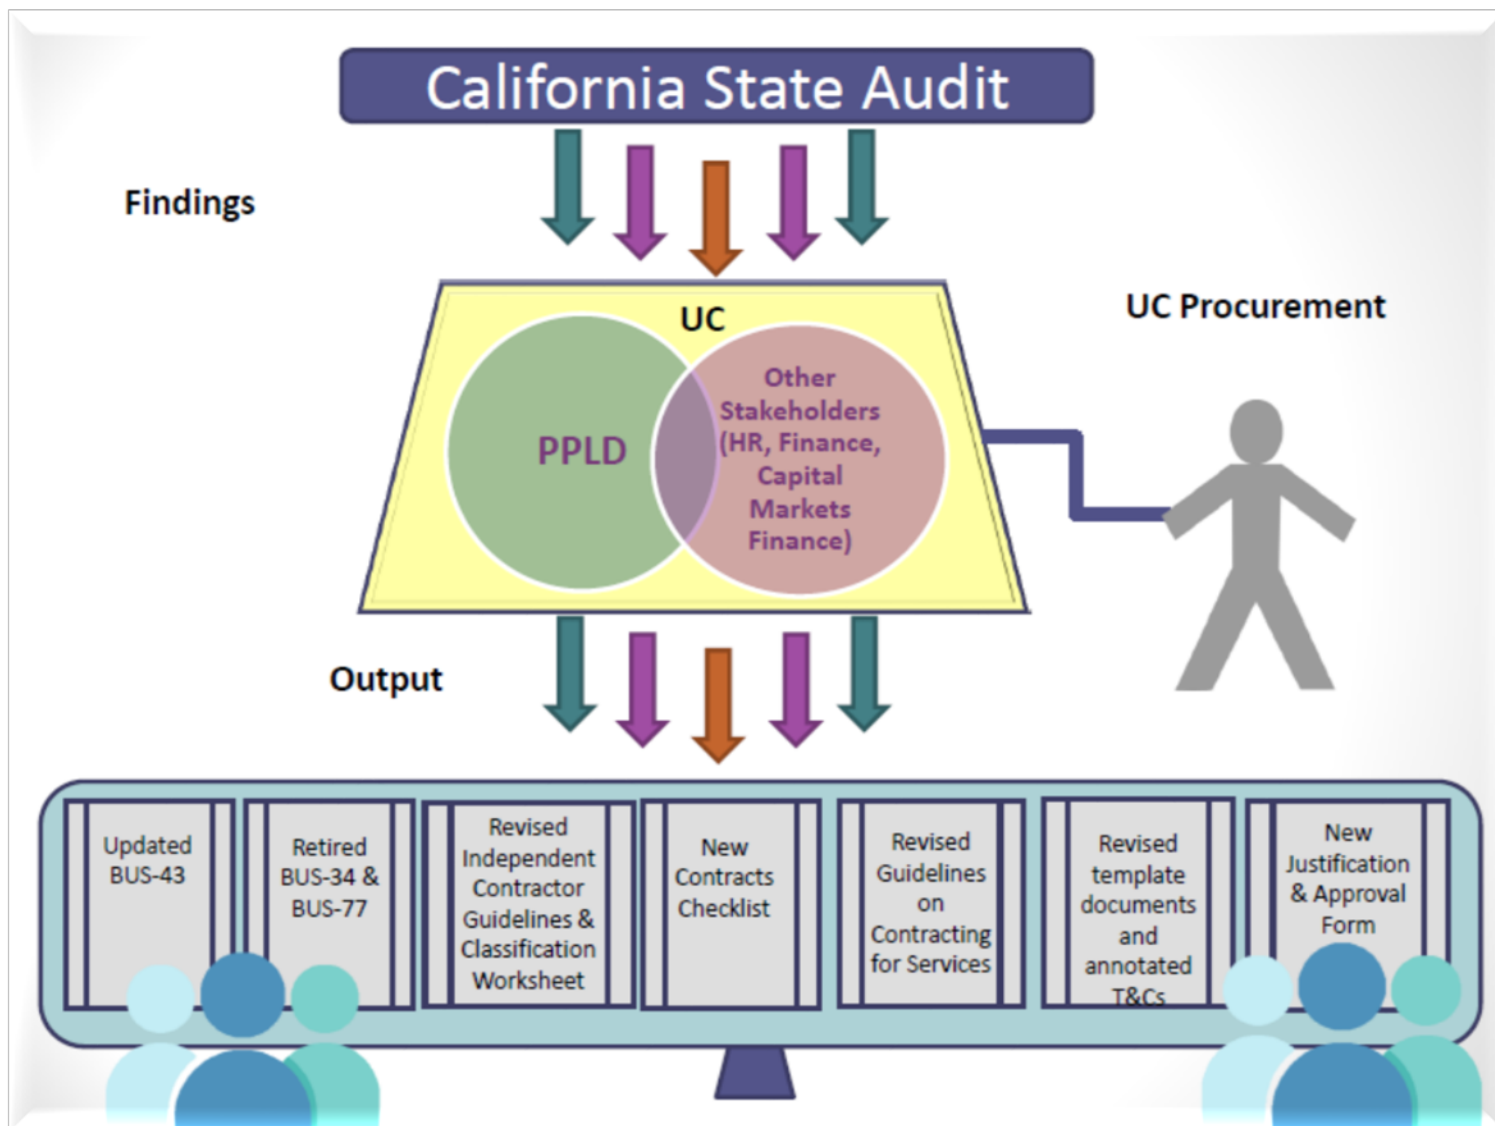 California State Audit
Findings
UC Procurement
UC
PPLD
Other
Stakeholders
(HR, Finance,
Capital
Markets
Finance)
Output
Updated
BUS-43
Retired
BUS-34 &
BUS-77
Revised
Independent
Contractor
Guidelines &
Classification
Worksheet
New
Contracts
Checklist
Revised
Guidelines
on
Contracting
for Services
Revised
template
documents
and
annotated
T&Cs
New
Justification
& Approval
Form